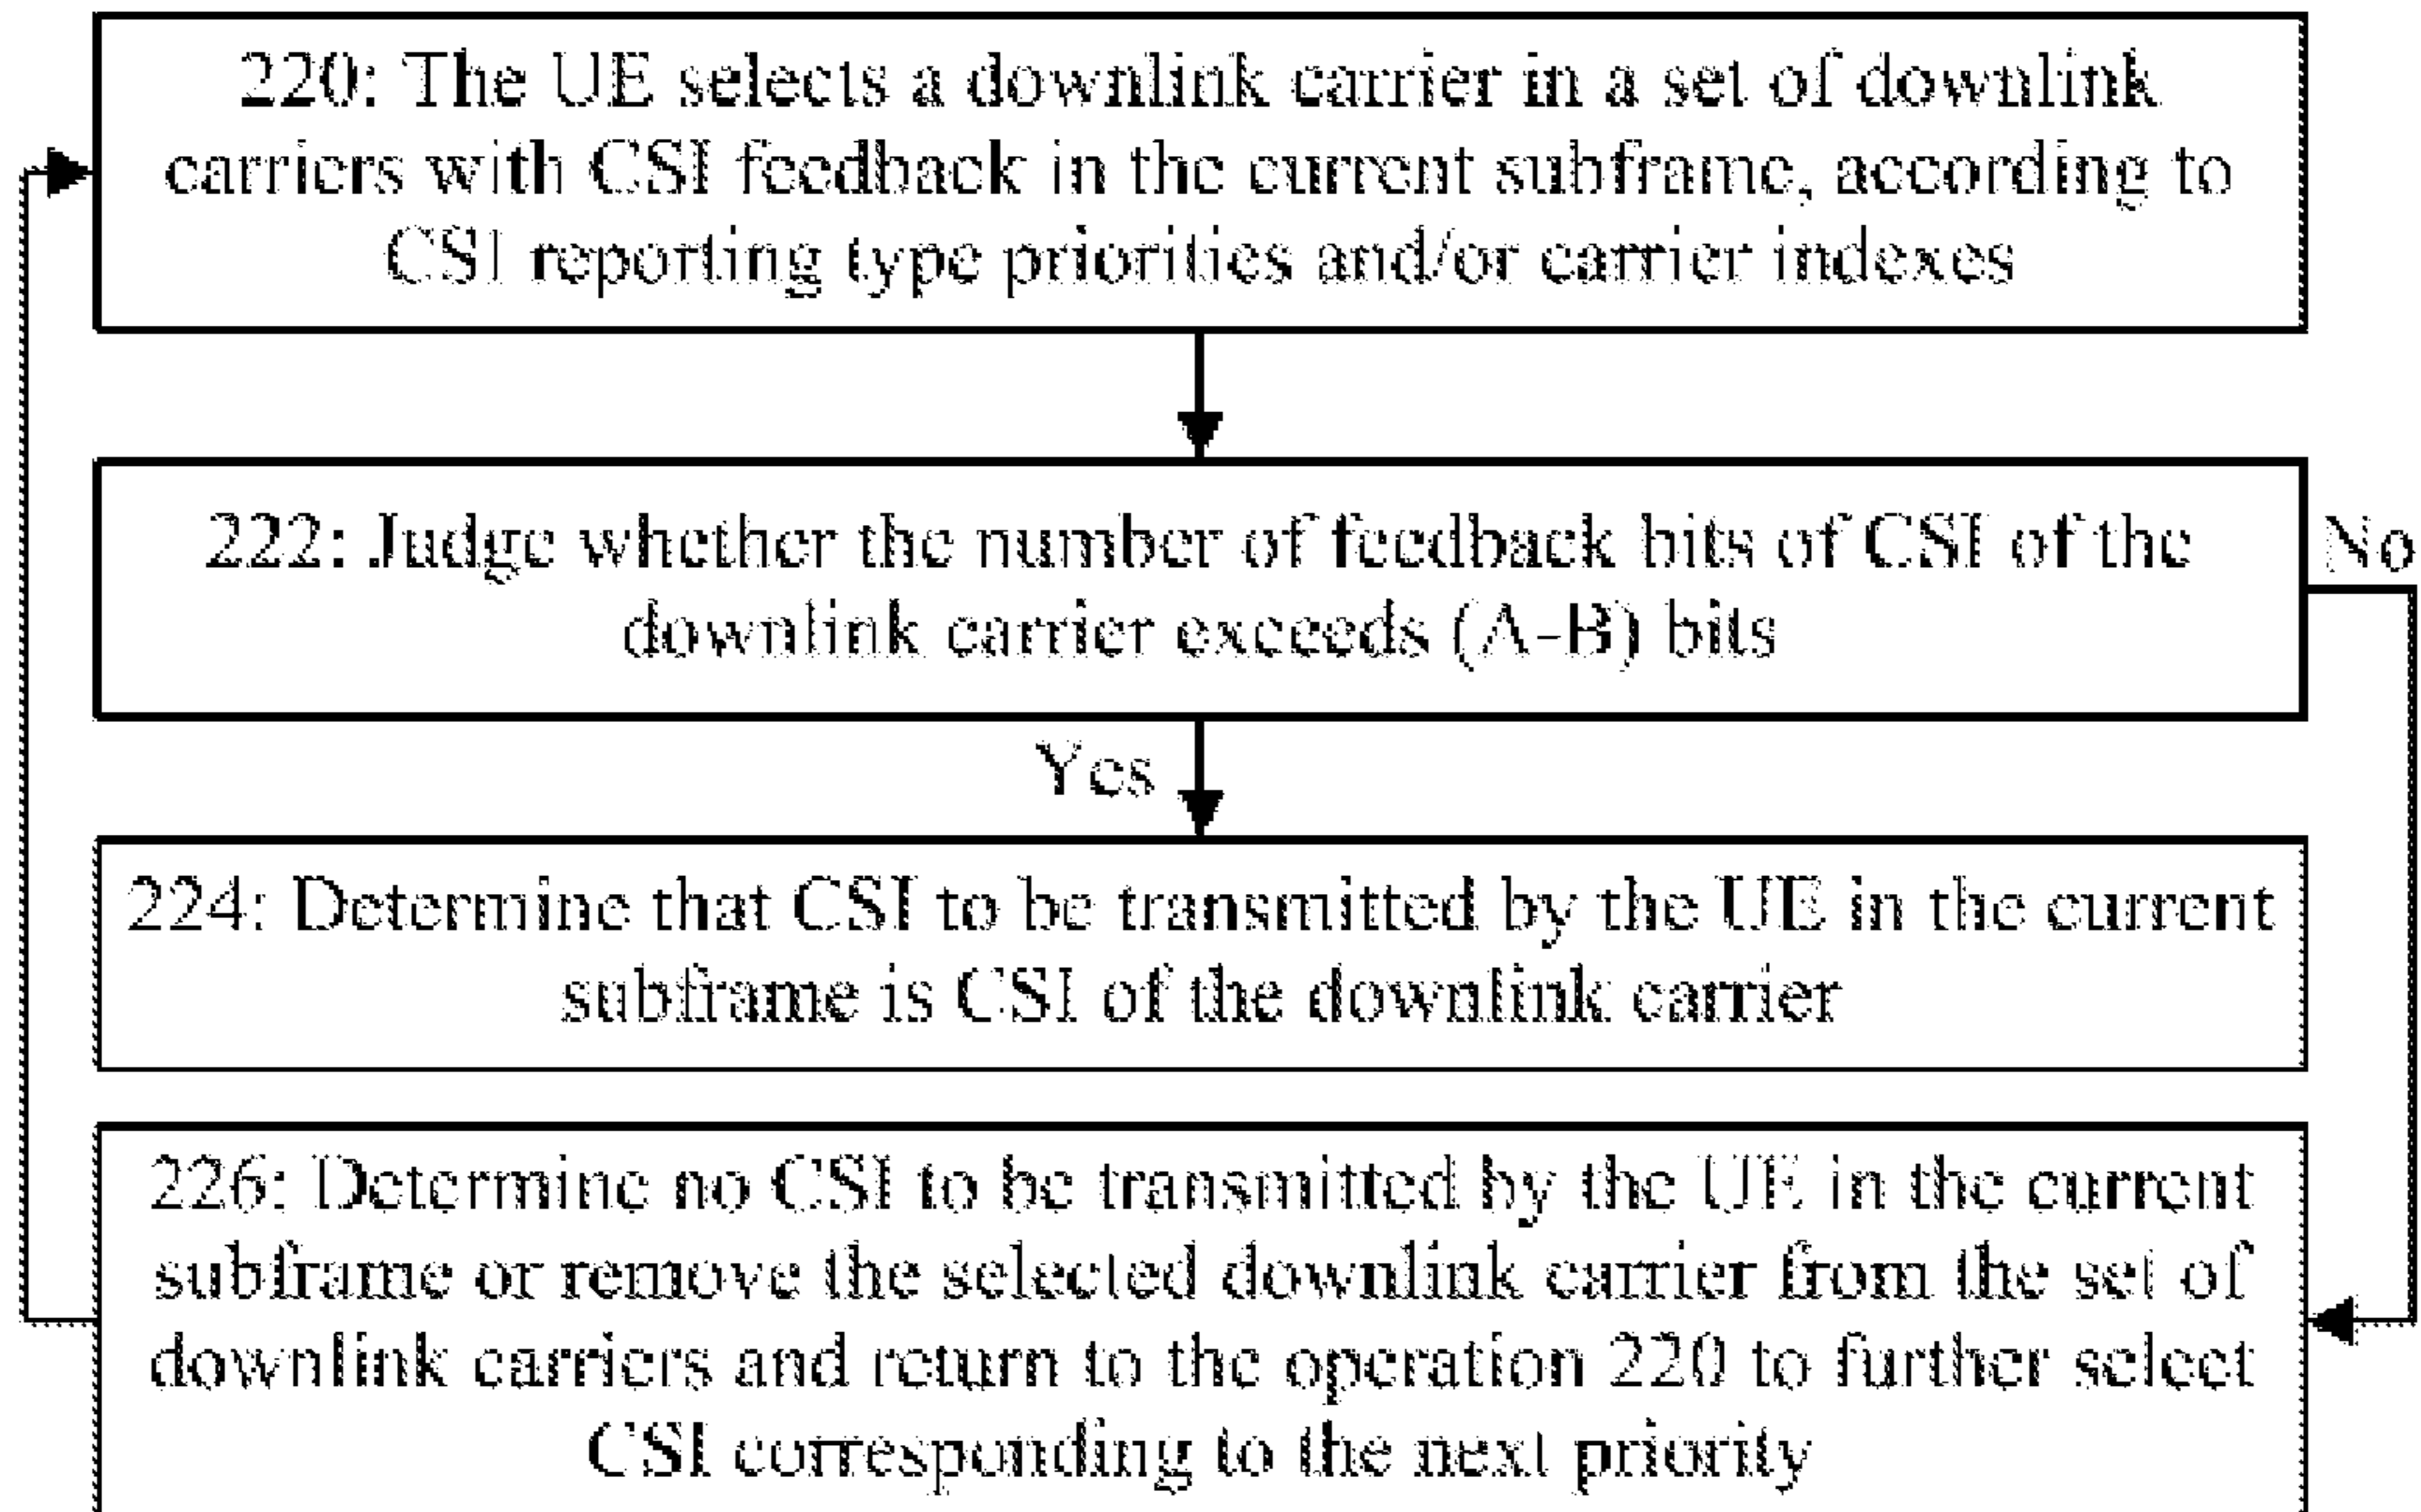 220: The UE selects a downlink carrier in a set of downlink
carriers with CSI feedback in the current subframe, according to
CSI reporting type priorities and/or carrier indexes
222: Judge whether the number of feedback bits of CSI of the
downlink carrier exceeds (A-B) bits
No
Yes
224: Determine that CSI to be transmitted by the UE in the current
subframe is CSI of the downlink carrier
226: Determine no CSI to be transmitted by the UE in the current
subframe or remove the selected downlink carrier from the set of
downlink carriers and return to the operation 220 to further select
CSI corresponding to the next priority